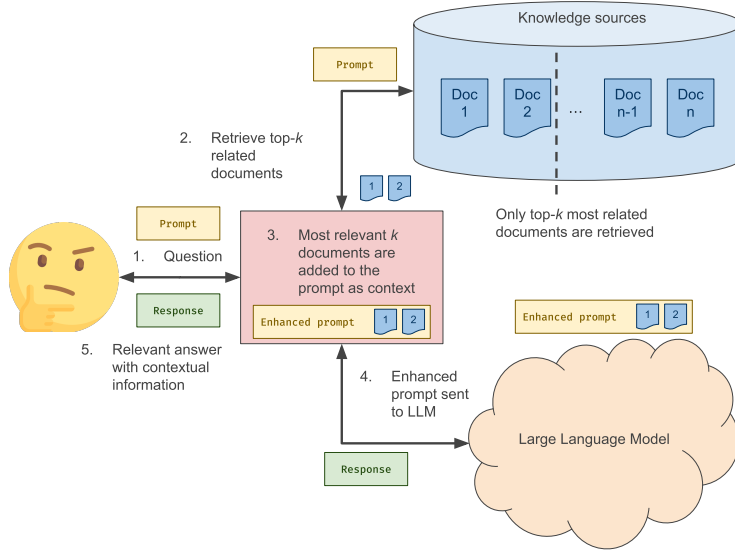 Knowledge sources
Prompt
Doc
1
Doc
2
...
Doc
n-1
Doc
n
2. Retrieve top-k
related
documents
1 2
Only top-k most related
documents are retrieved
Prompt
1. Question
Response
3. Most relevant k
documents are
added to the
prompt as context
Enhanced prompt 1 2
Enhanced prompt 1 2
5. Relevant answer
with contextual
information
4. Enhanced
prompt sent
to LLM
Large Language Model
Response